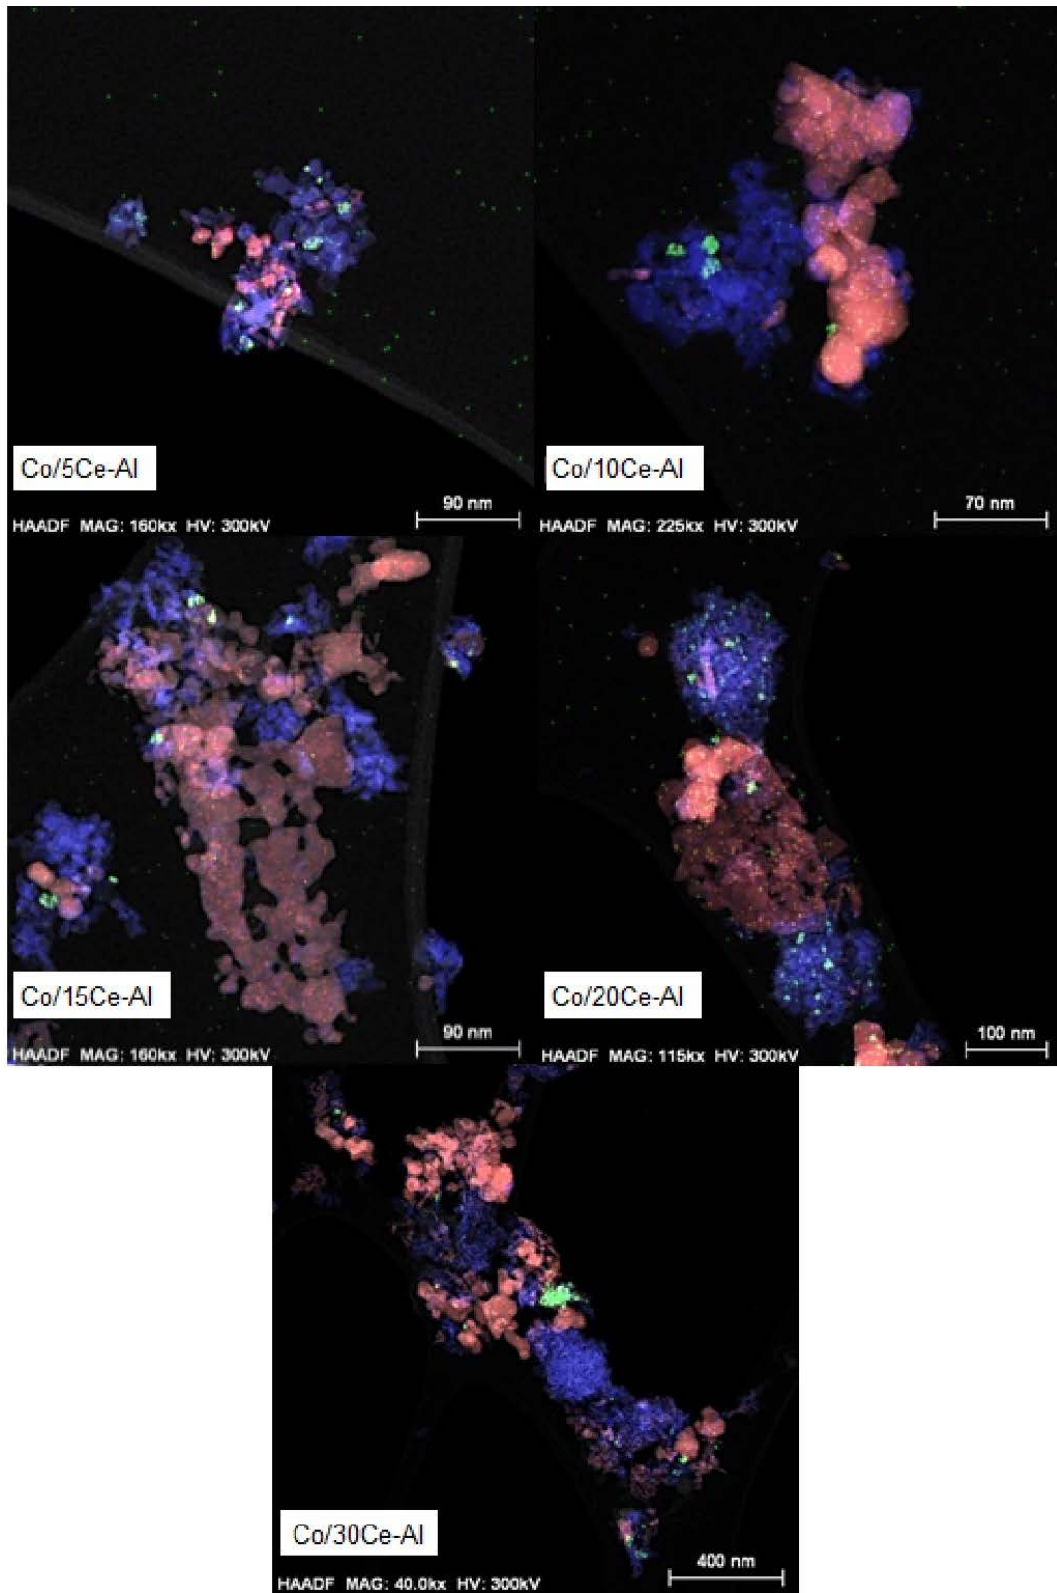 Co/5Ce-Al
90 nm
HAADF MAG: 160kx HV: 300kV
Co/10Ce-Al
70 nm
HAADF MAG: 225kx HV: 300kV
Co/15Ce-Al
90 nm
HAADF MAG: 160kx HV: 300kV
Co/20Ce-Al
100 nm
HAADF MAG: 115kx HV: 300kV
Co/30Ce-Al
400 nm
HAADF MAG: 40.0kx HV: 300kV